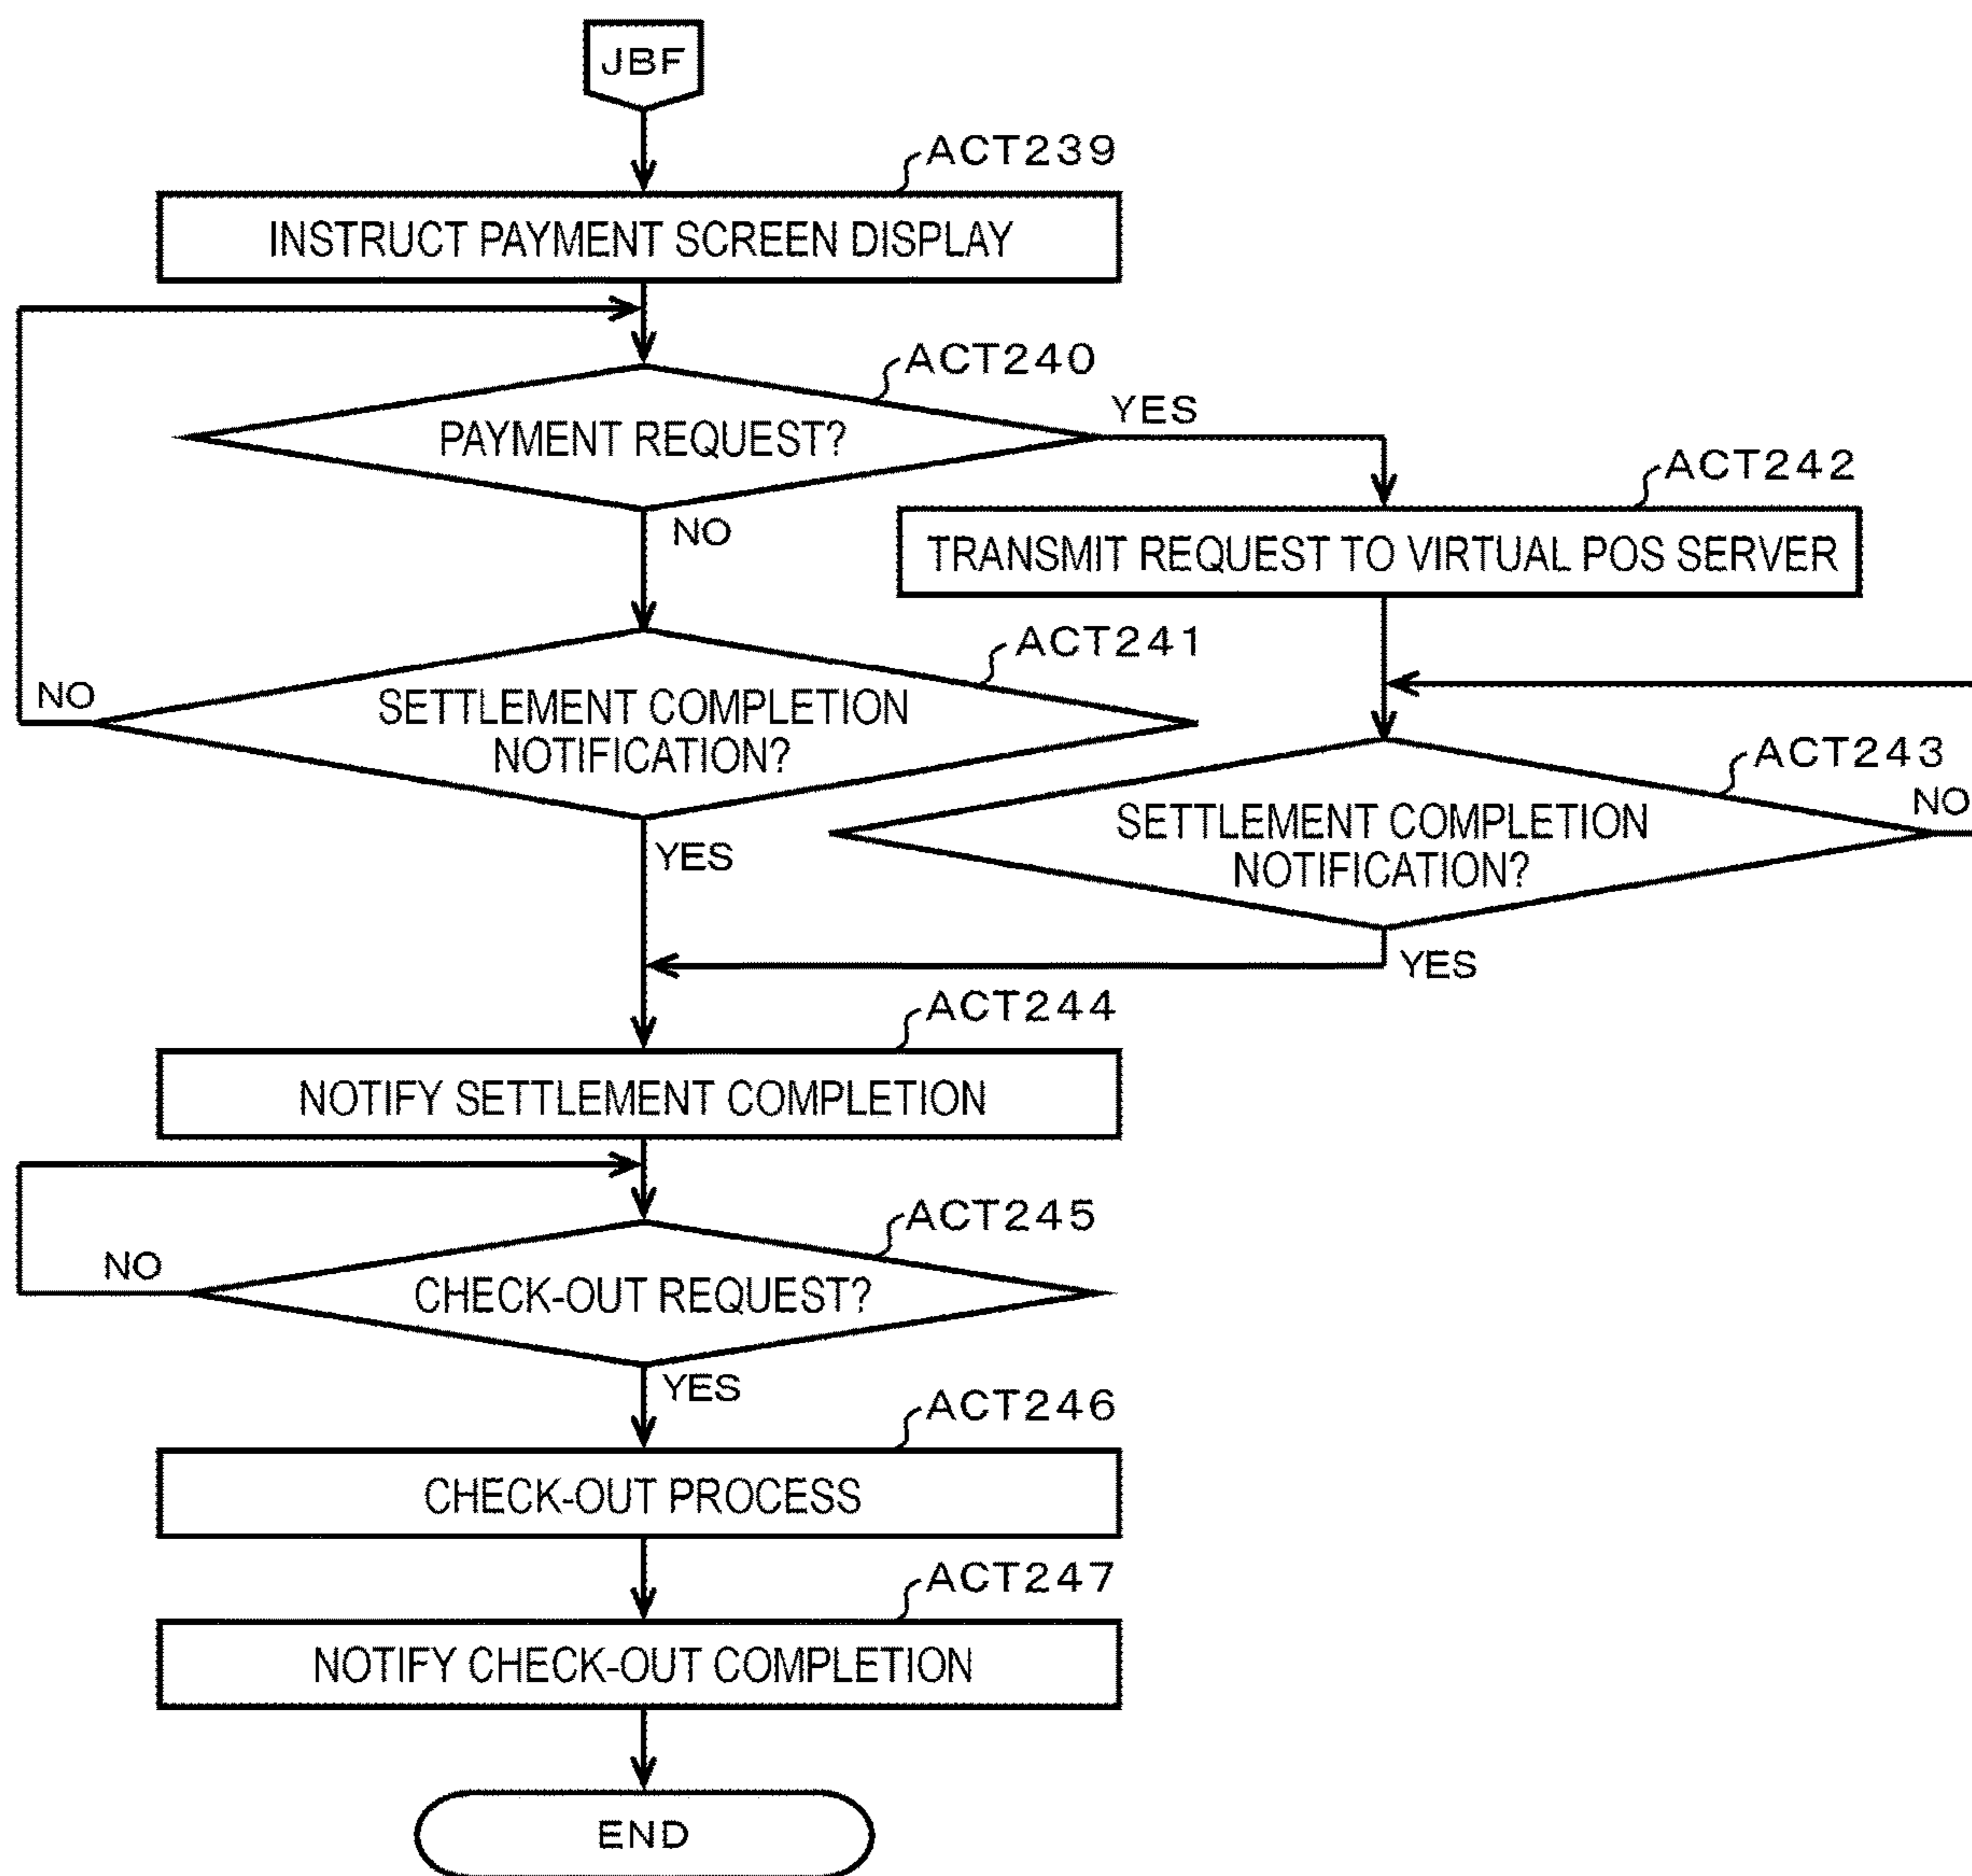 JBF
ACT239
INSTRUCT PAYMENT SCREEN DISPLAY
ACT240
PAYMENT REQUEST?
YES
NO
ACT242
TRANSMIT REQUEST TO VIRTUAL POS SERVER
ACT241
SETTLEMENT COMPLETION
NOTIFICATION?
NO
YES
ACT243
SETTLEMENT COMPLETION
NOTIFICATION?
NO
YES
ACT244
NOTIFY SETTLEMENT COMPLETION
ACT245
CHECK-OUT REQUEST?
NO
YES
ACT246
CHECK-OUT PROCESS
ACT247
NOTIFY CHECK-OUT COMPLETION
END